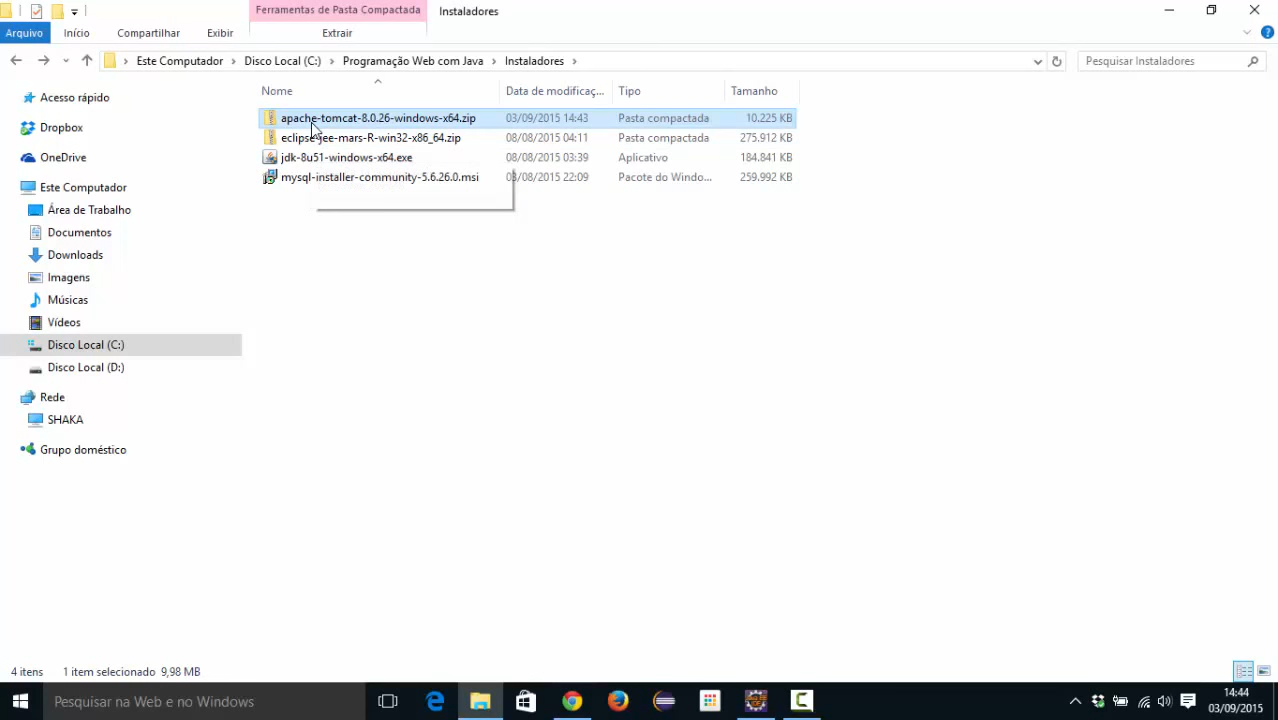 Ferramentas de Pasta Compactada
Instaladores
Arquivo
Início
Compartilhar
Exibir
Extrair
Este Computador
Disco Local (C:)
Programação Web com Java
Instaladores
Pesquisar Instaladores
Nome
Data de modificaç...
Tipo
Tamanho
apache-tomcat-8.0.26-windows-x64.zip 03/09/2015 14:43 Pasta compactada 10.225 KB
eclipse-jee-mars-R-win32-x86_64.zip 08/08/2015 04:11 Pasta compactada 275.912 KB
jdk-8u51-windows-x64.exe 08/08/2015 03:39 Aplicativo 184.841 KB
mysql-installer-community-5.6.26.0.msi 03/08/2015 22:09 Pacote do Windo... 259.992 KB
Acesso rápido
Dropbox
OneDrive
Este Computador
Área de Trabalho
Documentos
Downloads
Imagens
Músicas
Vídeos
Disco Local (C:)
Disco Local (D:)
Rede
SHAKA
Grupo doméstico
4 itens 1 item selecionado 9,98 MB
Pesquisar na Web e no Windows
14:44
03/09/2015